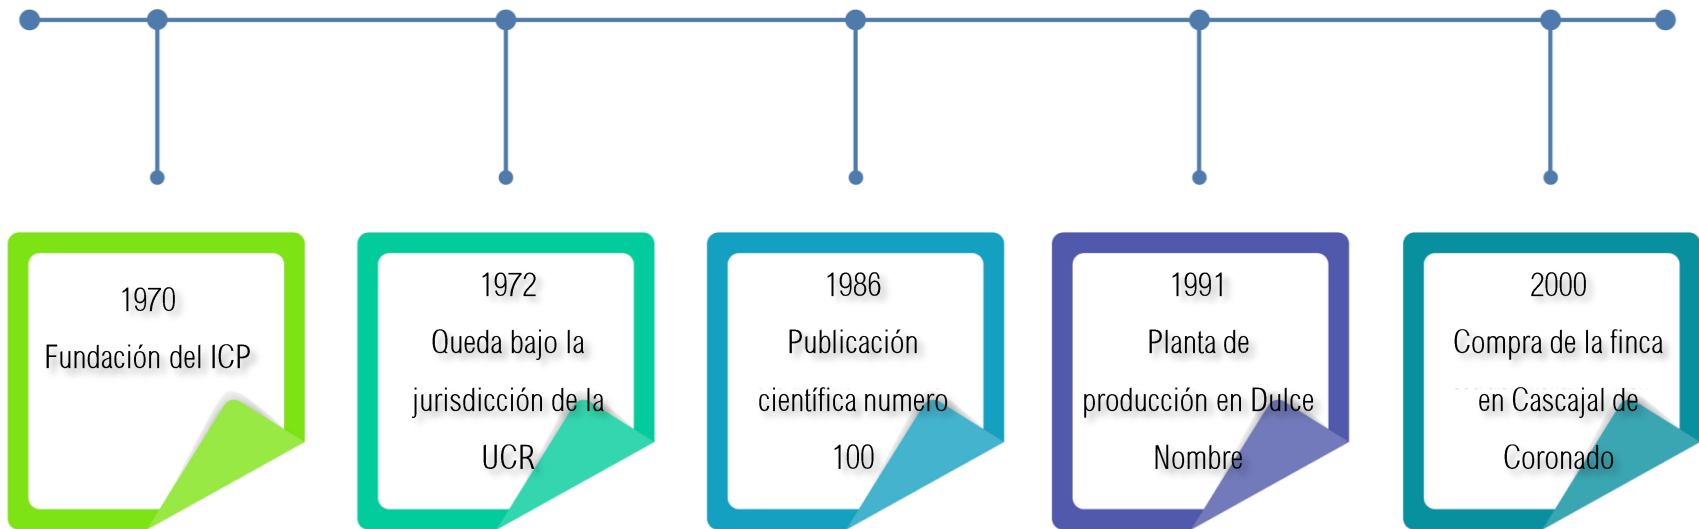 1970
Fundación del ICP
1972
Queda bajo la
jurisdicción de la
UCR
1986
Publicación
científica numero
100
1991
Planta de
producción en Dulce
Nombre
2000
Compra de la finca
en Cascajal de
Coronado